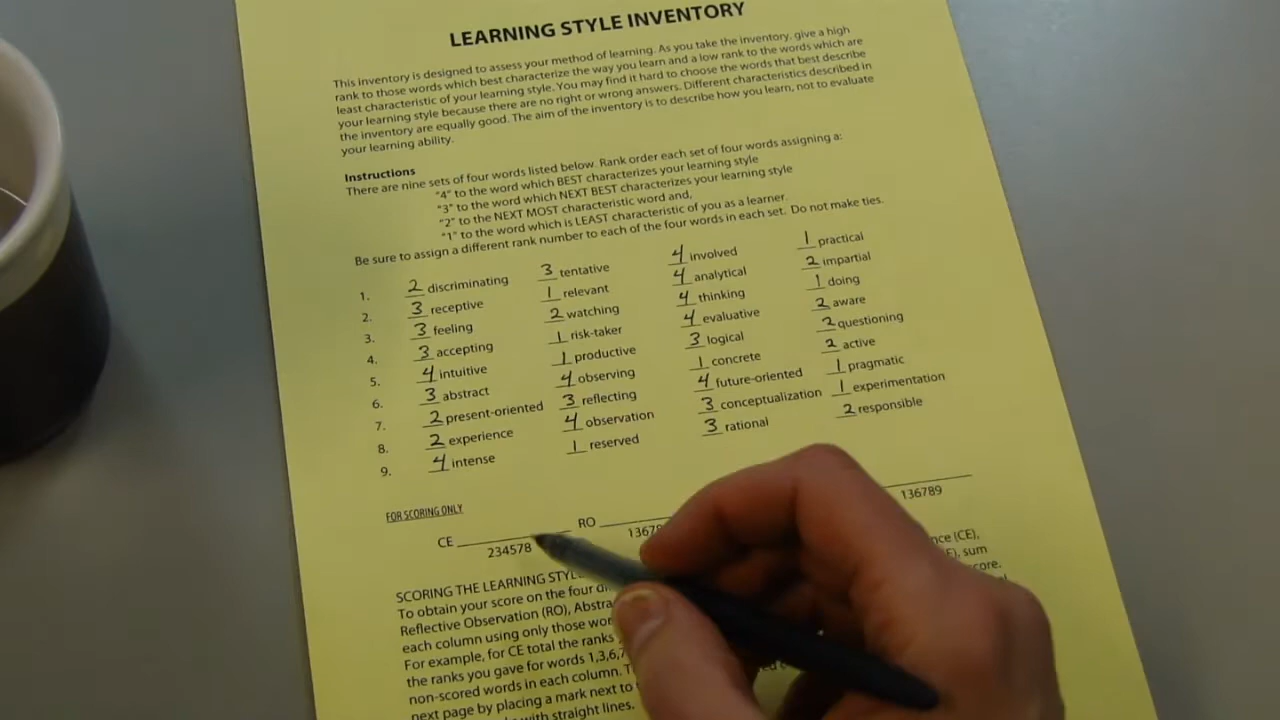 LEARNING STYLE INVENTORY
This inventory is designed to assess your method of learning. As you take the inventory, give a high
rank to those words which best characterize the way you learn and a low rank to the words which are
least characteristic of your learning style. You may find it hard to choose the words that best describe
your learning style because there are no right or wrong answers. Different characteristics described in
the inventory are equally good. The aim of the inventory is to describe how you learn, not to evaluate
your learning ability.
Instructions
There are nine sets of four words listed below. Rank order each set of four words assigning a:
"4" to the word which BEST characterizes your learning style
"3" to the word which NEXT BEST characterizes your learning style
"2" to the NEXT MOST characteristic word and,
"1" to the word which is LEAST characteristic of you as a learner.
Be sure to assign a different rank number to each of the four words in each set. Do not make ties.
1. 2 discriminating 3 tentative 4 involved 1 practical
2. 3 receptive 1 relevant 4 analytical 2 impartial
3. 3 feeling 2 watching 4 thinking 1 doing
4. 3 accepting 1 risk-taker 4 evaluative 2 aware
5. 4 intuitive 1 productive 3 logical 2 questioning
6. 3 abstract 4 observing 1 concrete 2 active
7. 2 present-oriented 3 reflecting 4 future-oriented 1 pragmatic
8. 2 experience 4 observation 3 conceptualization 1 experimentation
9. 4 intense 1 reserved 3 rational 2 responsible
FOR SCORING ONLY
CE RO
234578 13678 136789
SCORING THE LEARNING STYL
To obtain your score on the four nce (CE),
Reflective Observation (RO), Abstra sum
each column using only those wor core.
For example, for CE total the ranks
the ranks you gave for words 1,3,6,7
non-scored words in each column.
next page by placing a mark next to
with straight lines.